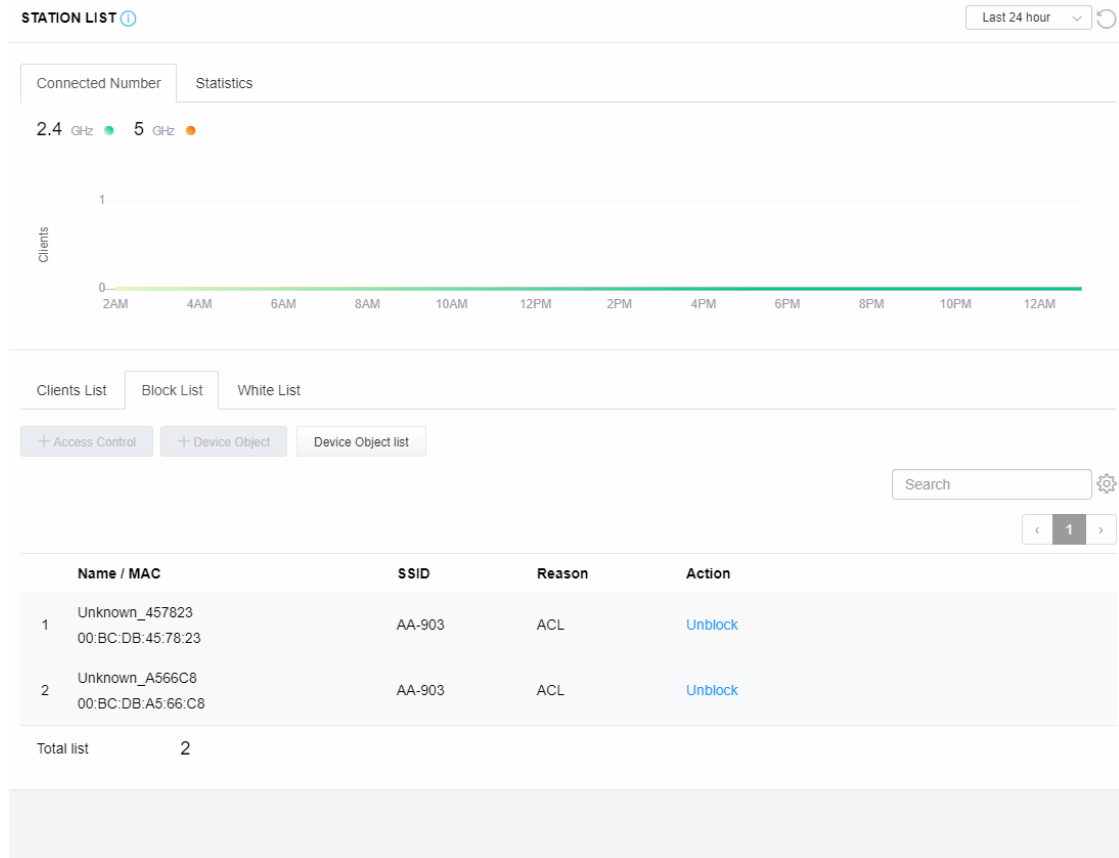 STATION LIST
Last 24 hour
Connected Number Statistics
2.4 GHz 5 GHz
1
Clients
0
2AM 4AM 6AM 8AM 10AM 12PM 2PM 4PM 6PM 8PM 10PM 12AM
Clients List Block List White List
+ Access Control + Device Object Device Object list
Search
‹ 1 ›
Name / MAC SSID Reason Action
1 Unknown_457823 AA-903 ACL Unblock
00:BC:DB:45:78:23
2 Unknown_A566C8 AA-903 ACL Unblock
00:BC:DB:A5:66:C8
Total list 2